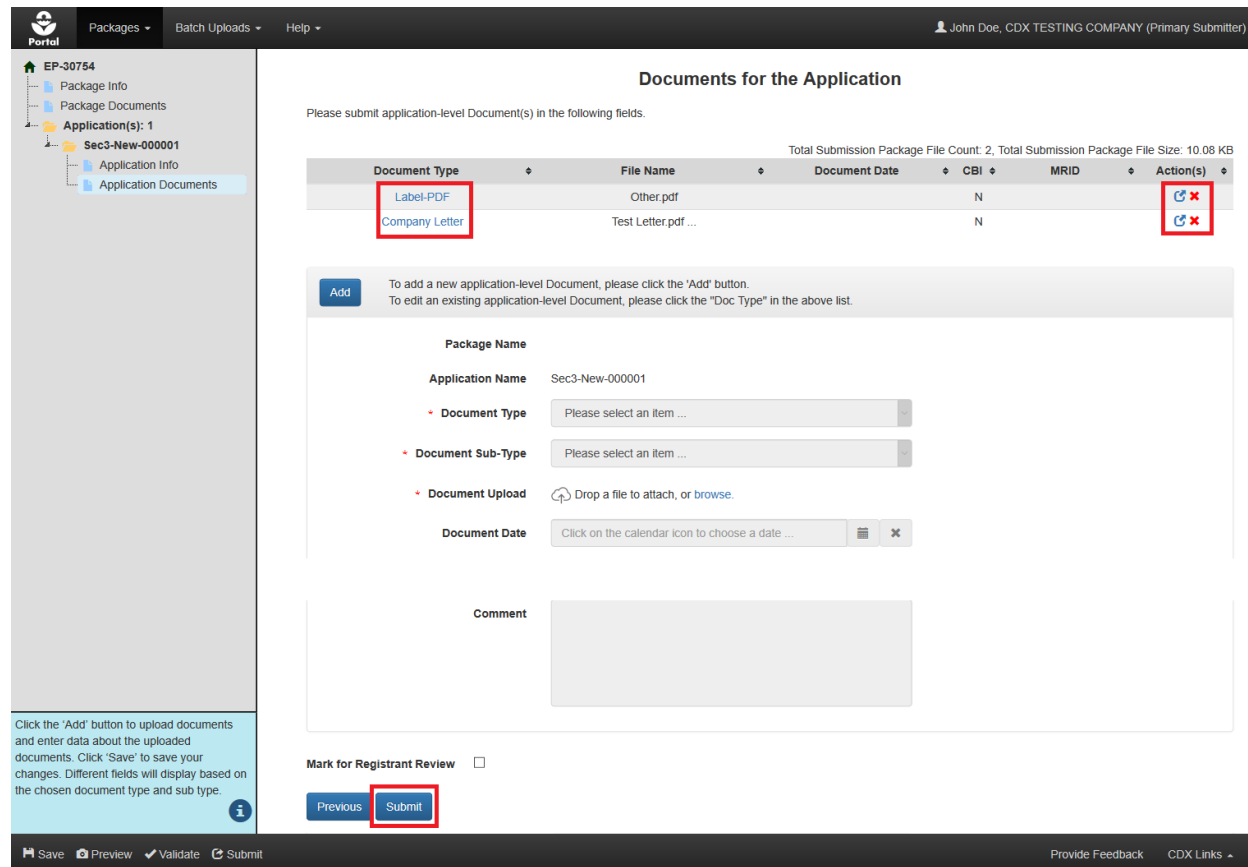 Portal
Packages
Batch Uploads
Help
John Doe, CDX TESTING COMPANY (Primary Submitter)
EP-30754
Package Info
Package Documents
Application(s): 1
Sec3-New-000001
Application Info
Application Documents
Documents for the Application
Please submit application-level Document(s) in the following fields.
Total Submission Package File Count: 2, Total Submission Package File Size: 10.08 KB
Document Type File Name Document Date CBI MRID Action(s)
Label-PDF Other.pdf N
Company Letter Test Letter.pdf ... N
Add
To add a new application-level Document, please click the 'Add' button.
To edit an existing application-level Document, please click the "Doc Type" in the above list.
Package Name
Application Name Sec3-New-000001
* Document Type Please select an item ...
* Document Sub-Type Please select an item ...
* Document Upload Drop a file to attach, or browse.
Document Date Click on the calendar icon to choose a date ...
Comment
Click the 'Add' button to upload documents
and enter data about the uploaded
documents. Click 'Save' to save your
changes. Different fields will display based on
the chosen document type and sub type.
Mark for Registrant Review
Previous Submit
Save Preview Validate Submit
Provide Feedback CDX Links